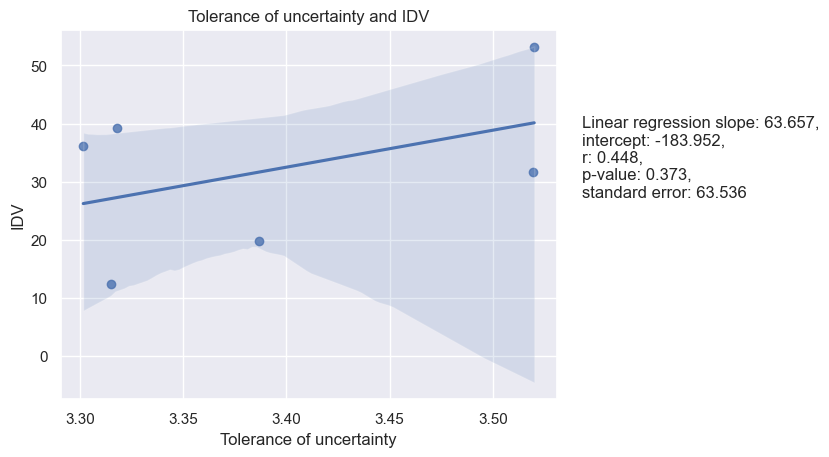 Tolerance of uncertainty and IDV
50
40
30
20
10
0
IDV
3.30
3.35
3.40
3.45
3.50
Tolerance of uncertainty
Linear regression slope: 63.657,
intercept: -183.952,
r: 0.448,
p-value: 0.373,
standard error: 63.536